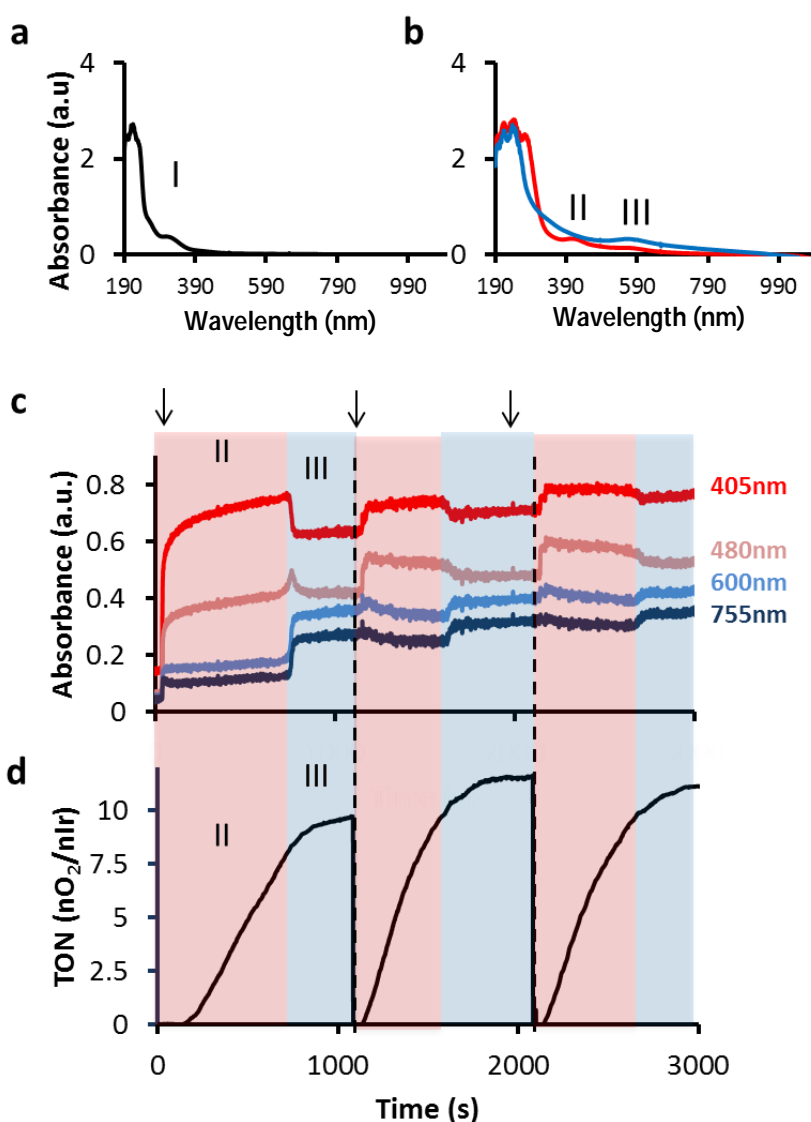 a
b
Absorbance (a.u)
4
2
0
I
190 390 590 790 990
Wavelength (nm)
4
2
0
II III
190 390 590 790 990
Wavelength (nm)
c
Absorbance (a.u.)
0.8
0.6
0.4
0.2
0
II
III
405nm
480nm
600nm
755nm
d
TON (nO₂/nIr)
10
7.5
5
2.5
0
II
III
0 1000 2000 3000
Time (s)